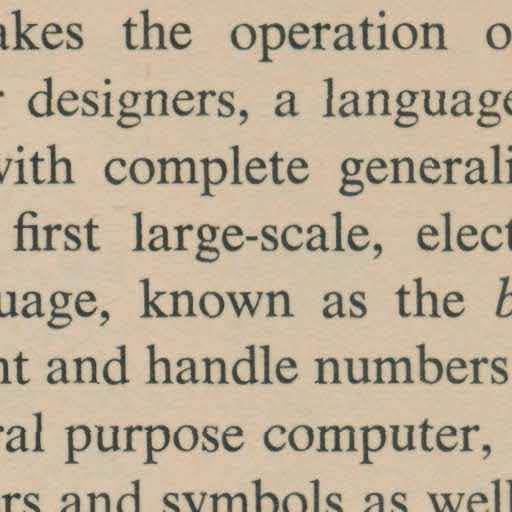 akes the operation o
r designers, a language
with complete generali
first large-scale, elect
uage, known as the b
nt and handle numbers
ral purpose computer,
rs and symbols as well